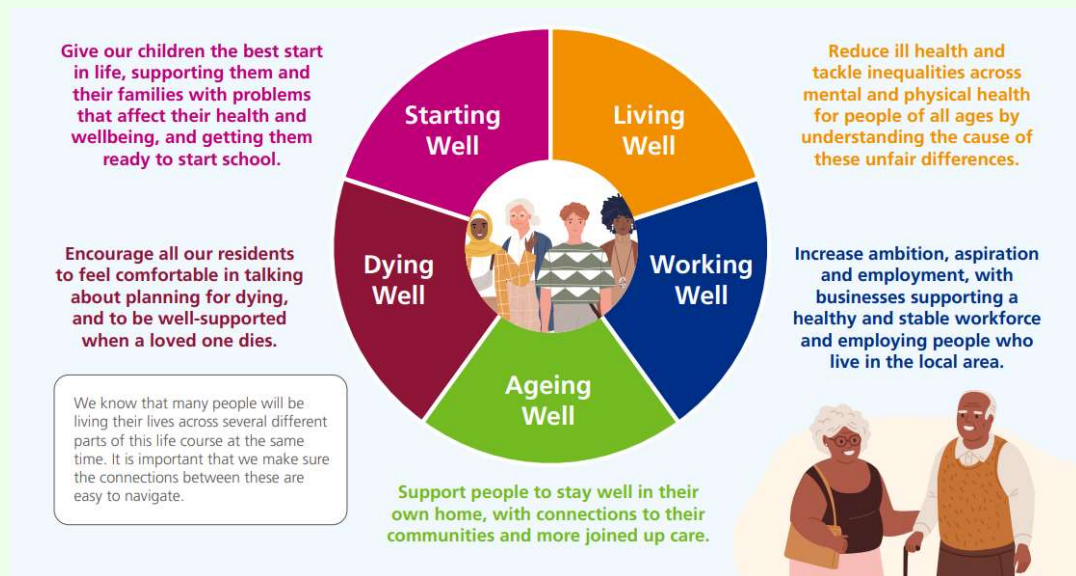 Give our children the best start
in life, supporting them and
their families with problems
that affect their health and
wellbeing, and getting them
ready to start school.
Starting
Well
Living
Well
Reduce ill health and
tackle inequalities across
mental and physical health
for people of all ages by
understanding the cause of
these unfair differences.
Encourage all our residents
to feel comfortable in talking
about planning for dying,
and to be well-supported
when a loved one dies.
Dying
Well
Working
Well
Increase ambition, aspiration
and employment, with
businesses supporting a
healthy and stable workforce
and employing people who
live in the local area.
Ageing
Well
We know that many people will be
living their lives across several different
parts of this life course at the same
time. It is important that we make sure
the connections between these are
easy to navigate.
Support people to stay well in their
own home, with connections to their
communities and more joined up care.